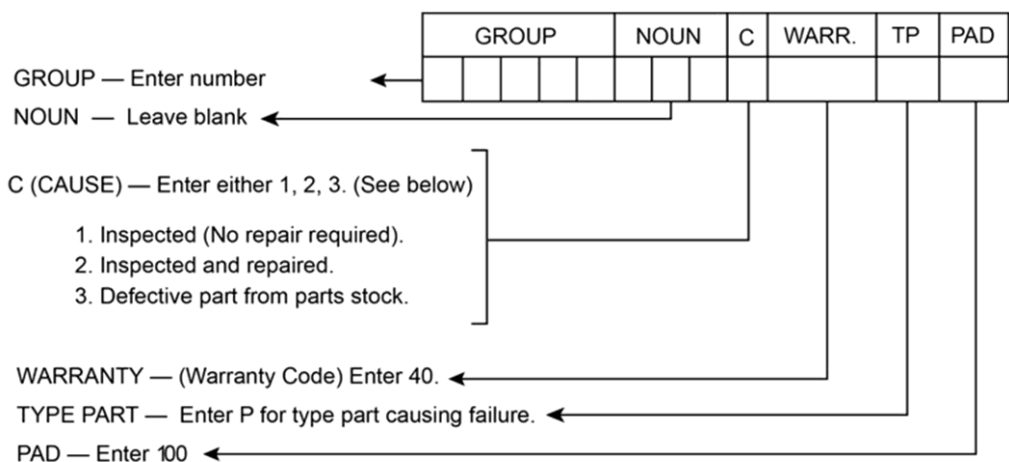 GROUP NOUN C WARR. TP PAD
GROUP — Enter number
NOUN — Leave blank
C (CAUSE) — Enter either 1, 2, 3. (See below)
1. Inspected (No repair required).
2. Inspected and repaired.
3. Defective part from parts stock.
WARRANTY — (Warranty Code) Enter 40.
TYPE PART — Enter P for type part causing failure.
PAD — Enter 100